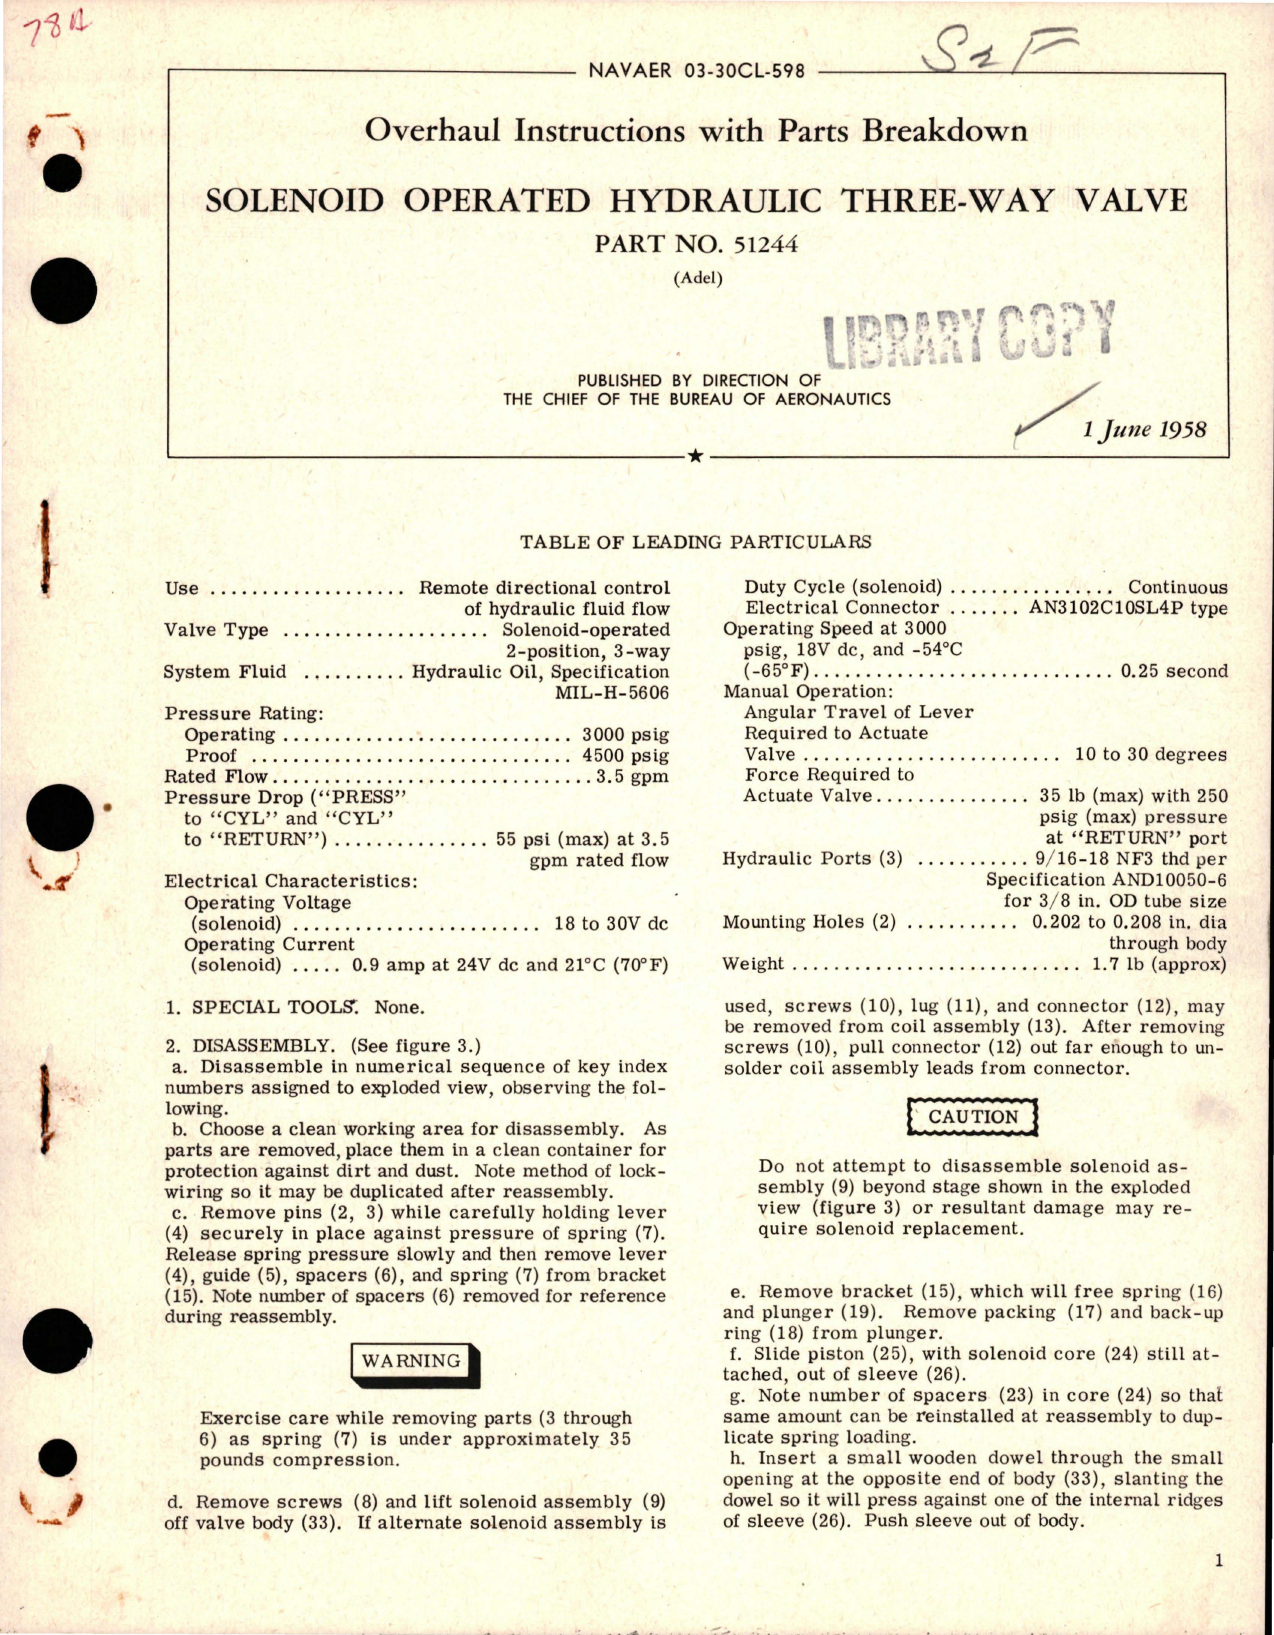 78A
S2F
NAVAER 03-30CL-598
Overhaul Instructions with Parts Breakdown
SOLENOID OPERATED HYDRAULIC THREE-WAY VALVE
PART NO. 51244
(Adel)
LIBRARY COPY
PUBLISHED BY DIRECTION OF
THE CHIEF OF THE BUREAU OF AERONAUTICS
1 June 1958
TABLE OF LEADING PARTICULARS
Use ................... Remote directional control
of hydraulic fluid flow
Valve Type .................... Solenoid-operated
2-position, 3-way
System Fluid .......... Hydraulic Oil, Specification
MIL-H-5606
Pressure Rating:
Operating ............................ 3000 psig
Proof ............................... 4500 psig
Rated Flow............................... 3.5 gpm
Pressure Drop ("PRESS"
to "CYL" and "CYL"
to "RETURN") ............... 55 psi (max) at 3.5
gpm rated flow
Electrical Characteristics:
Operating Voltage
(solenoid) ........................ 18 to 30V dc
Operating Current
(solenoid) ..... 0.9 amp at 24V dc and 21°C (70°F)
1. SPECIAL TOOLS. None.
2. DISASSEMBLY. (See figure 3.)
a. Disassemble in numerical sequence of key index
numbers assigned to exploded view, observing the fol-
lowing.
b. Choose a clean working area for disassembly. As
parts are removed, place them in a clean container for
protection against dirt and dust. Note method of lock-
wiring so it may be duplicated after reassembly.
c. Remove pins (2, 3) while carefully holding lever
(4) securely in place against pressure of spring (7).
Release spring pressure slowly and then remove lever
(4), guide (5), spacers (6), and spring (7) from bracket
(15). Note number of spacers (6) removed for reference
during reassembly.
WARNING
Exercise care while removing parts (3 through
6) as spring (7) is under approximately 35
pounds compression.
d. Remove screws (8) and lift solenoid assembly (9)
off valve body (33). If alternate solenoid assembly is
Duty Cycle (solenoid) ................ Continuous
Electrical Connector ....... AN3102C10SL4P type
Operating Speed at 3000
psig, 18V dc, and -54°C
(-65°F)............................. 0.25 second
Manual Operation:
Angular Travel of Lever
Required to Actuate
Valve ......................... 10 to 30 degrees
Force Required to
Actuate Valve............... 35 lb (max) with 250
psig (max) pressure
at "RETURN" port
Hydraulic Ports (3) ........... 9/16-18 NF3 thd per
Specification AND10050-6
for 3/8 in. OD tube size
Mounting Holes (2) ........... 0.202 to 0.208 in. dia
through body
Weight ............................ 1.7 lb (approx)
used, screws (10), lug (11), and connector (12), may
be removed from coil assembly (13). After removing
screws (10), pull connector (12) out far enough to un-
solder coil assembly leads from connector.
CAUTION
Do not attempt to disassemble solenoid as-
sembly (9) beyond stage shown in the exploded
view (figure 3) or resultant damage may re-
quire solenoid replacement.
e. Remove bracket (15), which will free spring (16)
and plunger (19). Remove packing (17) and back-up
ring (18) from plunger.
f. Slide piston (25), with solenoid core (24) still at-
tached, out of sleeve (26).
g. Note number of spacers (23) in core (24) so that
same amount can be reinstalled at reassembly to dup-
licate spring loading.
h. Insert a small wooden dowel through the small
opening at the opposite end of body (33), slanting the
dowel so it will press against one of the internal ridges
of sleeve (26). Push sleeve out of body.
1